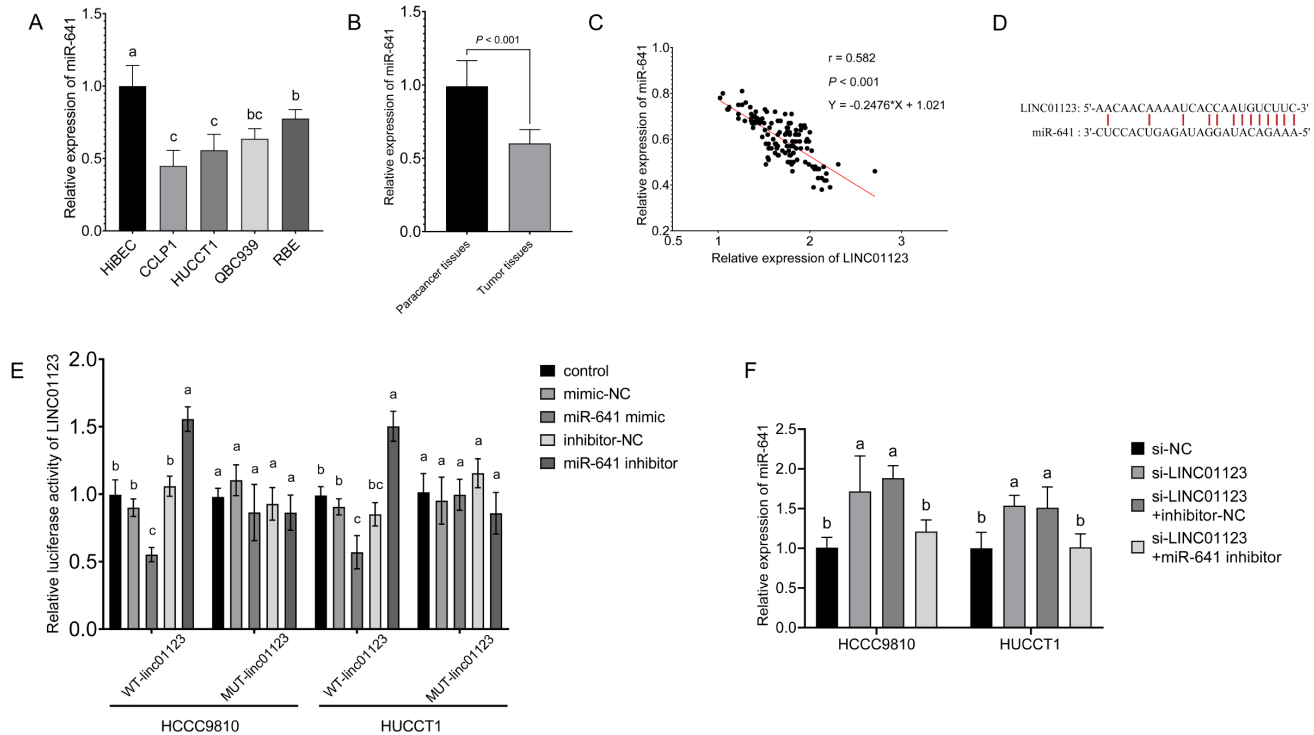 A
Relative expression of miR-641
1.5
1.0
0.5
0.0
a
c
c
bc
b
HiBEC
CCLP1
HUCCT1
QBC939
RBE
B
Relative expression of miR-641
1.5
1.0
0.5
0.0
P < 0.001
Paracancer tissues
Tumor tissues
C
Relative expression of miR-641
1.0
0.8
0.6
0.4
0.2
0.5
1
2
3
r = 0.582
P < 0.001
Y = -0.2476*X + 1.021
Relative expression of LINC01123
D
LINC01123: 5'-AACAACAAAAUCACCAAUGUCUUC-3'
miR-641 : 3'-CUCCACUGAGAUAGGAUACAGAAA-5'
E
Relative luciferase activity of LINC01123
2.0
1.5
1.0
0.5
0.0
b
b
c
b
a
a
a
a
a
a
b
b
c
bc
a
a
a
a
a
a
WT-linc01123
MUT-linc01123
WT-linc01123
MUT-linc01123
HCCC9810
HUCCT1
control
mimic-NC
miR-641 mimic
inhibitor-NC
miR-641 inhibitor
F
Relative expression of miR-641
2.5
2.0
1.5
1.0
0.5
0.0
b
a
a
b
b
a
a
b
HCCC9810
HUCCT1
si-NC
si-LINC01123
si-LINC01123
+inhibitor-NC
si-LINC01123
+miR-641 inhibitor